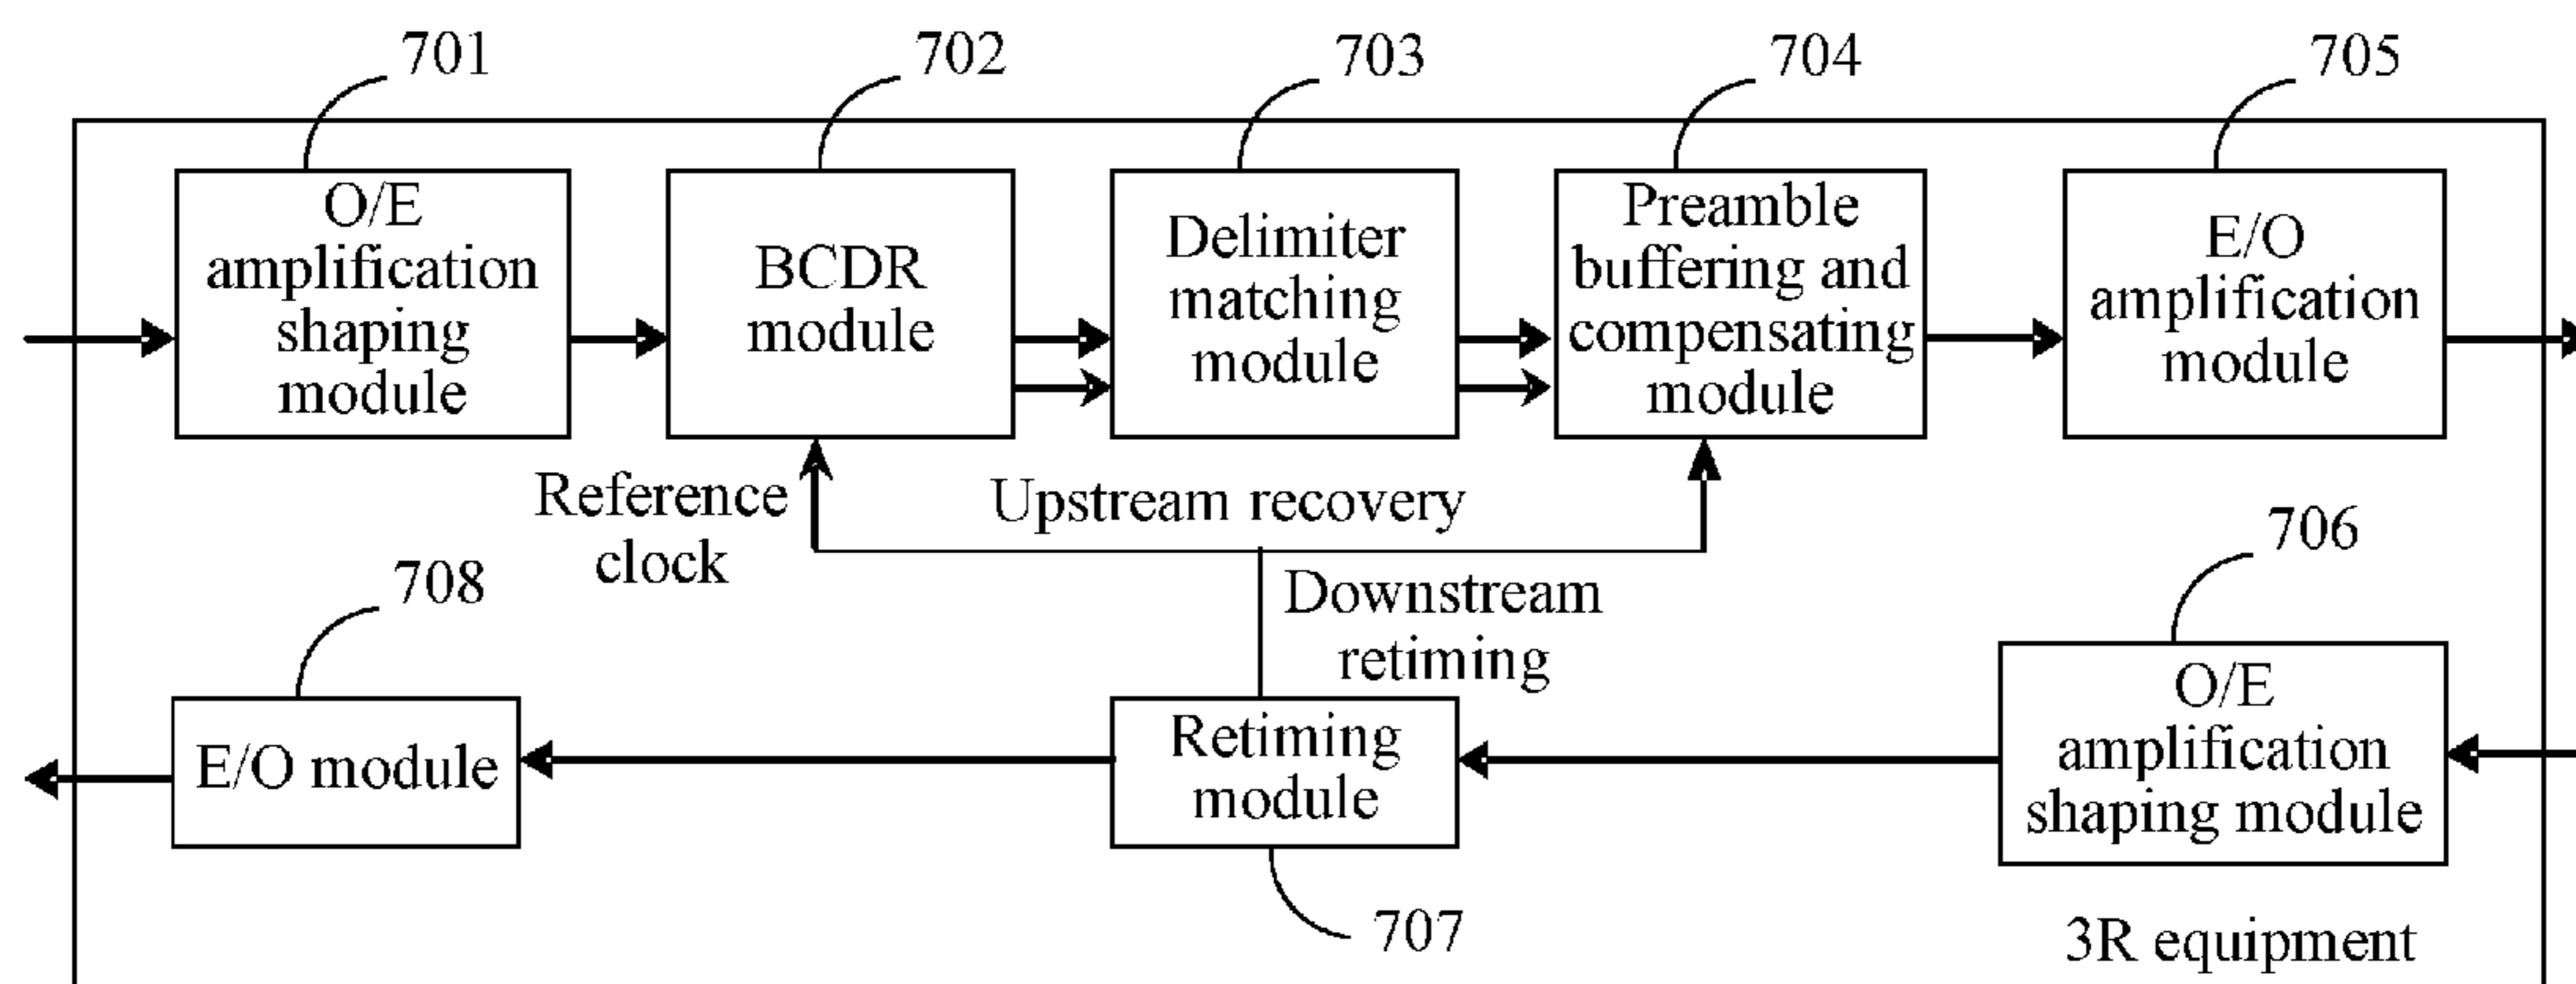 701
702
703
704
705
O/E
amplification
shaping
module
BCDR
module
Delimiter
matching
module
Preamble
buffering and
compensating
module
E/O
amplification
module
Reference
clock
Upstream recovery
Downstream
retiming
706
708
E/O module
Retiming
module
O/E
amplification
shaping module
707
3R equipment